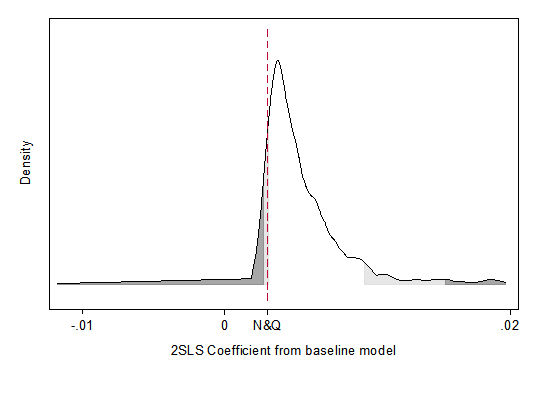 Density
-.01 0 N&Q .02
2SLS Coefficient from baseline model